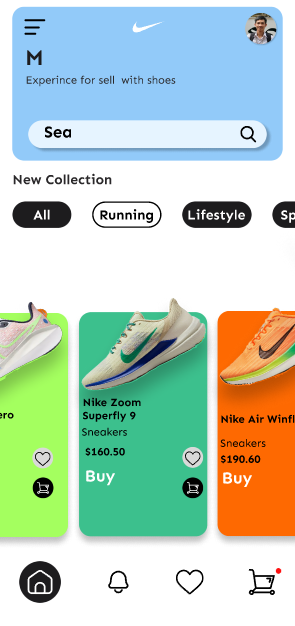 M
Experince for sell with shoes
Sea
New Collection
All
Running
Lifestyle
Sp
ero
Nike Zoom
Superfly 9
Sneakers
$160.50
Buy
Nike Air Winfl
Sneakers
$190.60
Buy